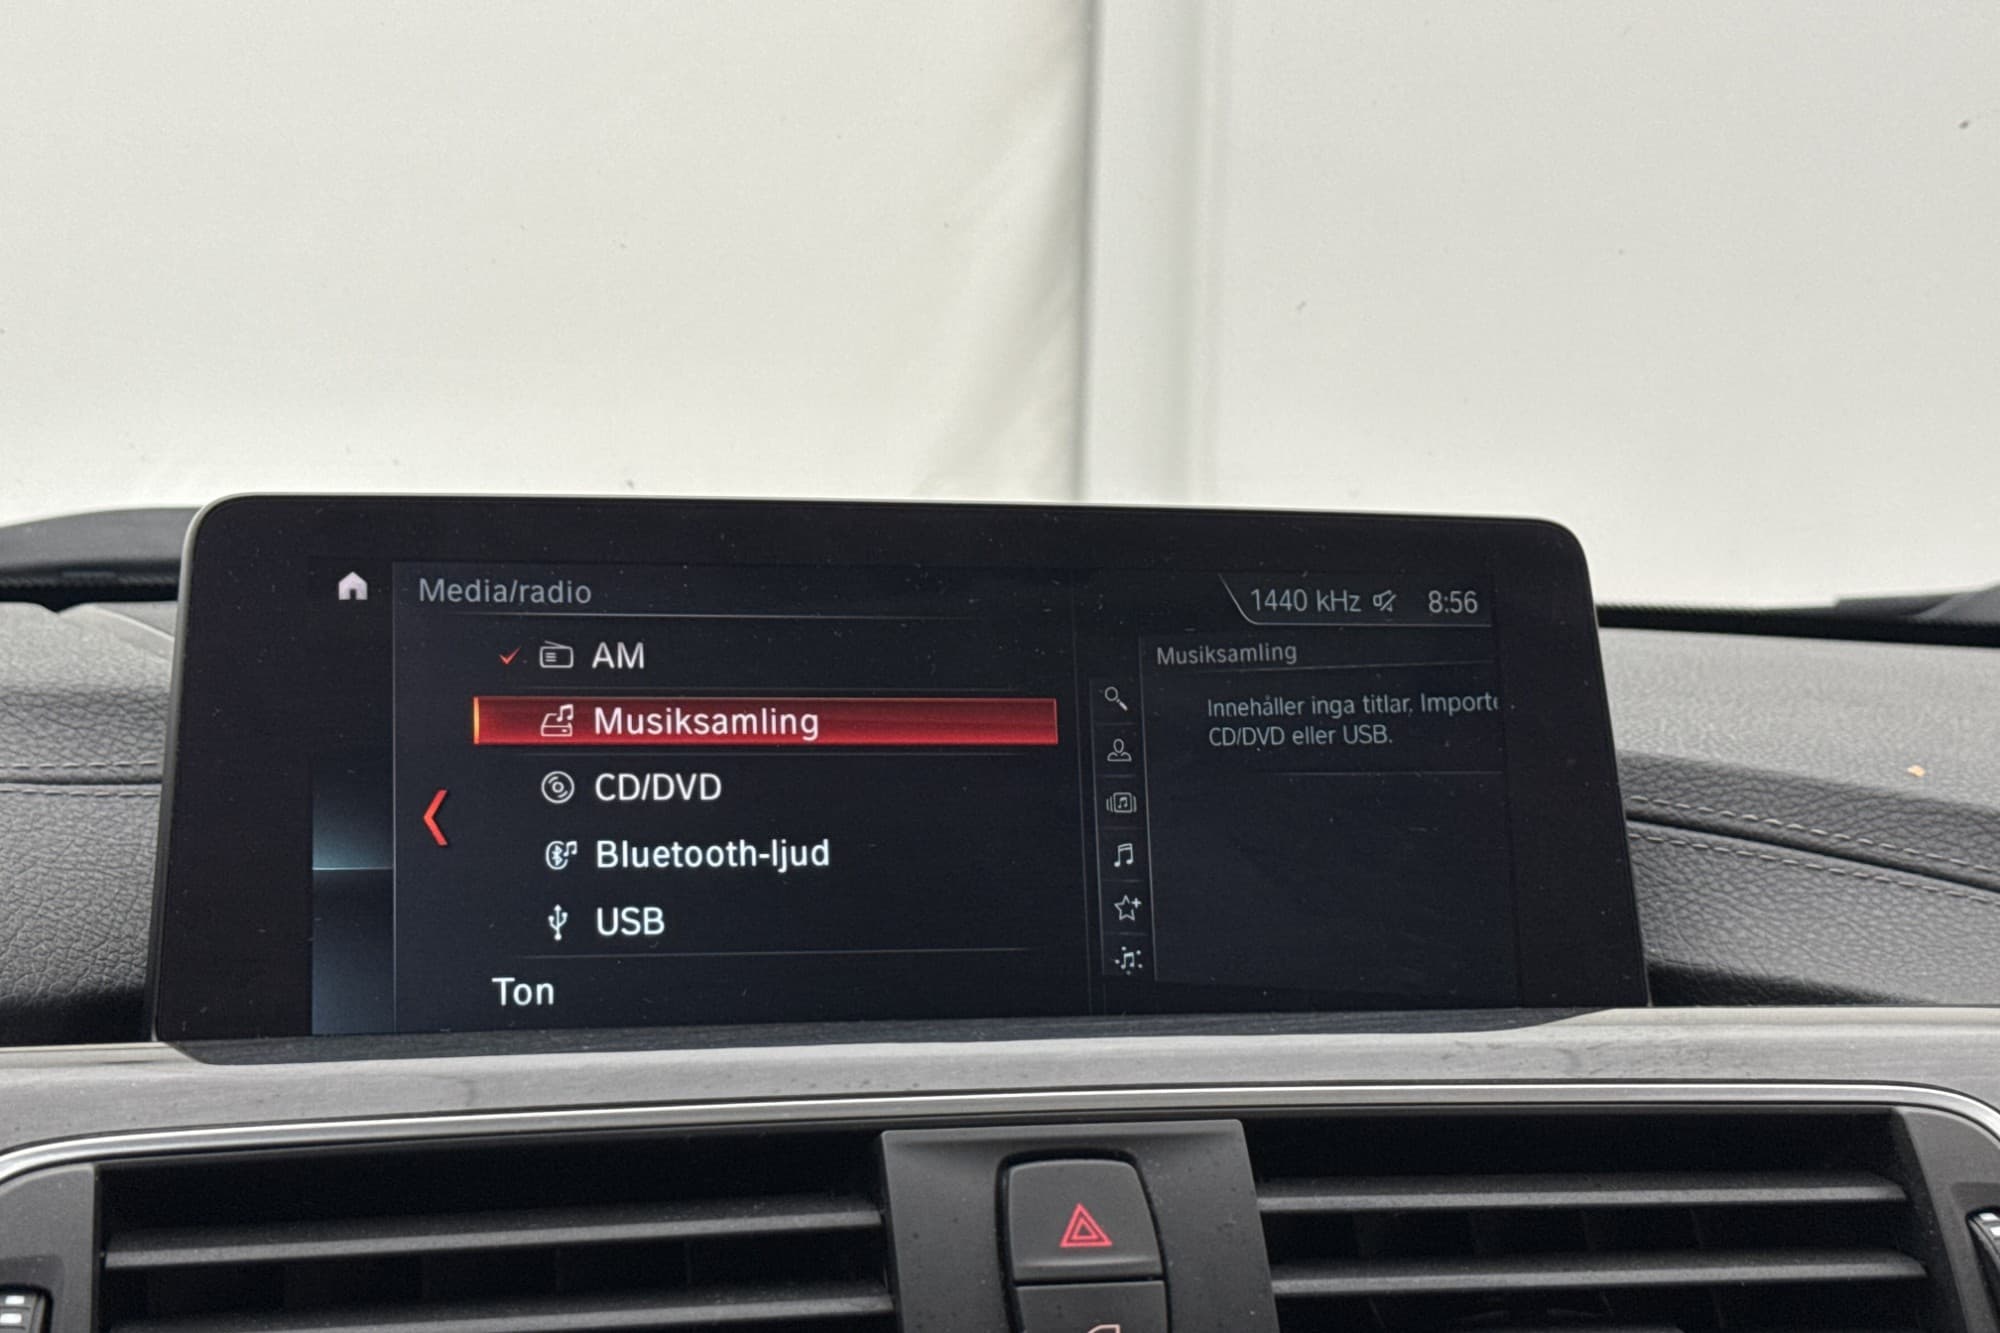 Media/radio
1440 kHz 8:56
AM
Musiksamling
CD/DVD
Bluetooth-ljud
USB
Ton
Musiksamling
Innehåller inga titlar. Importe
CD/DVD eller USB.